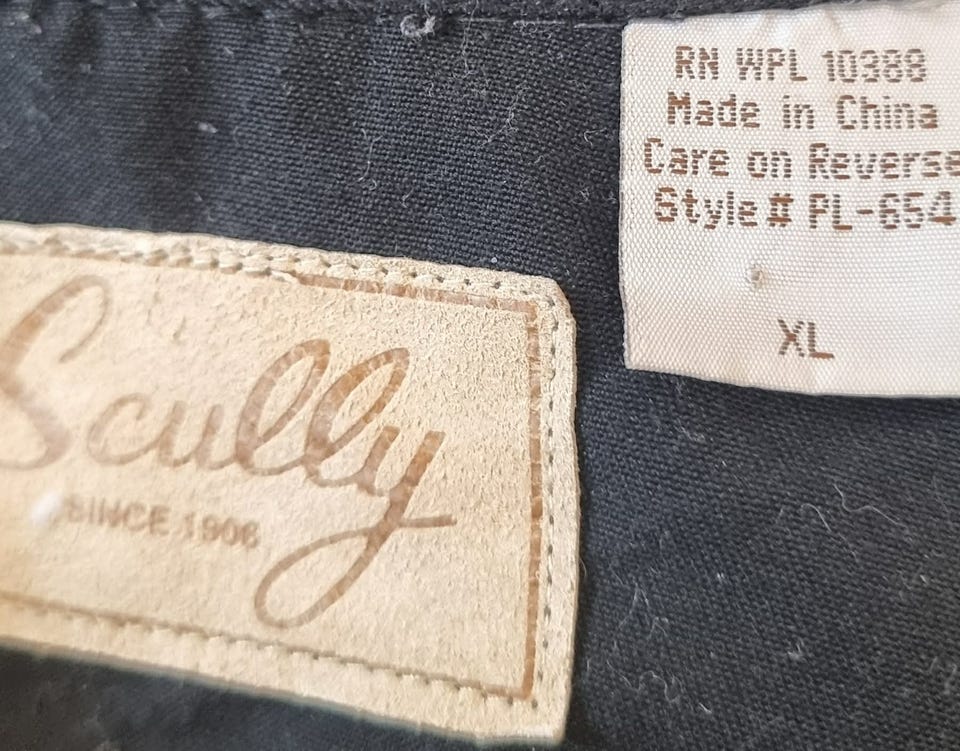 Scully
SINCE 1906
RN WPL 10388
Made in China
Care on Reverse
Style# PL-654
XL